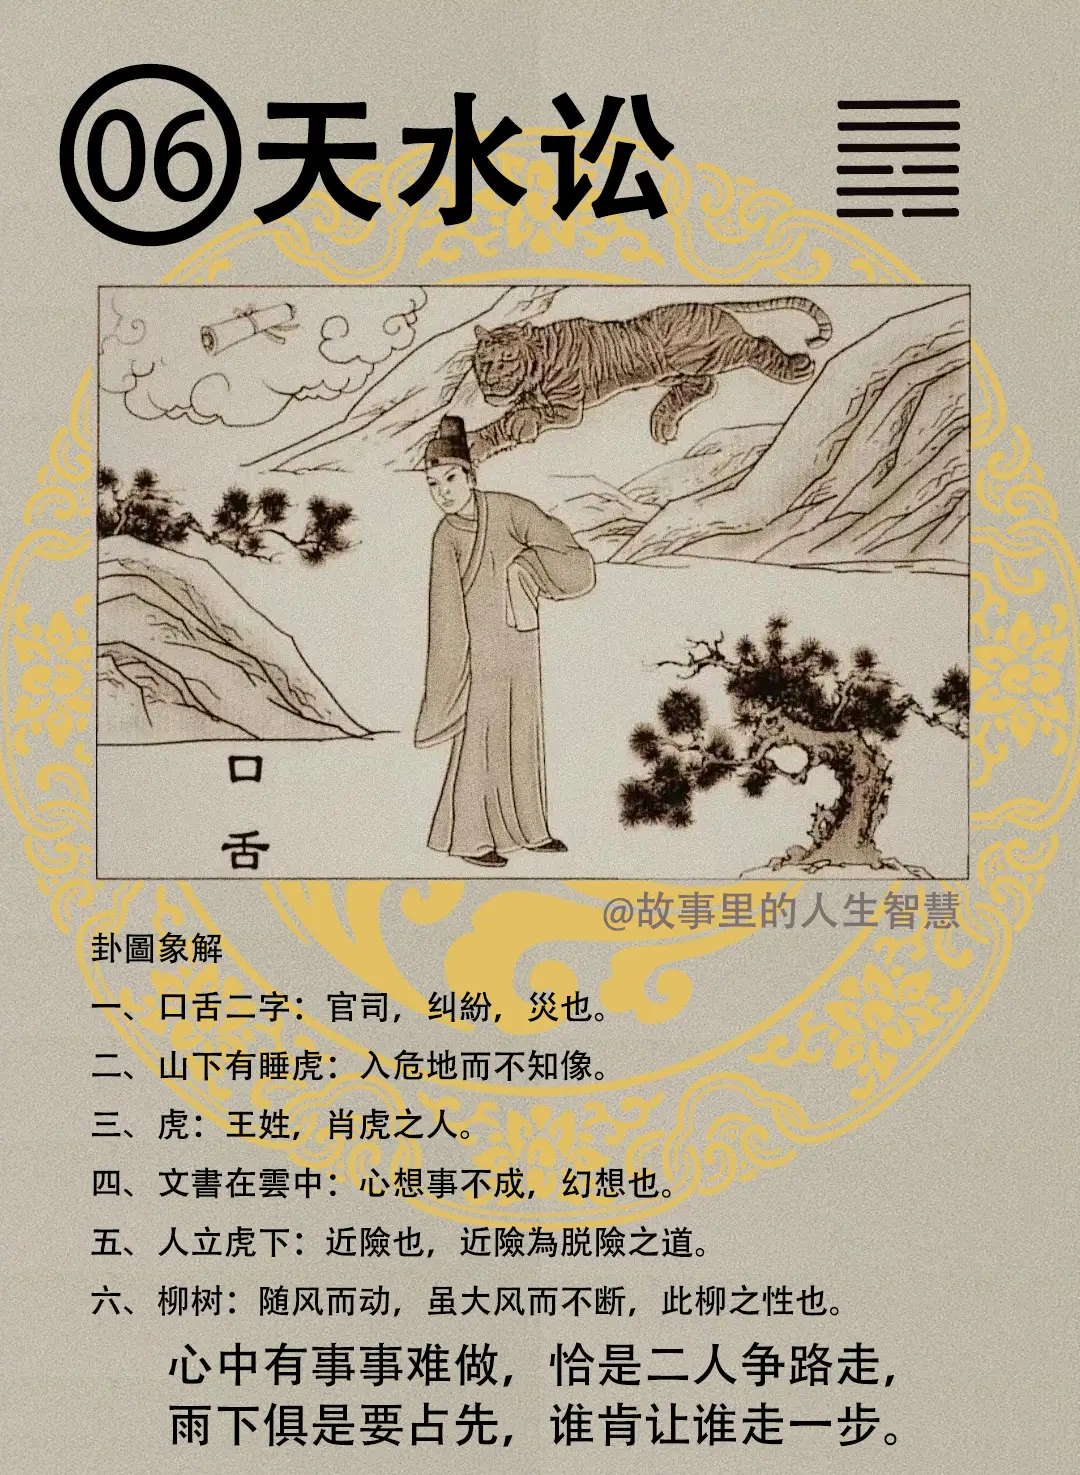 06 天水讼
口
舌
@故事里的人生智慧
卦圖象解
一、口舌二字：官司，纠紛，災也。
二、山下有睡虎：入危地而不知像。
三、虎：王姓，肖虎之人。
四、文書在雲中：心想事不成，幻想也。
五、人立虎下：近險也，近險為脱險之道。
六、柳树：随风而动，虽大风而不断，此柳之性也。
心中有事事难做，恰是二人争路走，
雨下俱是要占先，谁肯让谁走一步。